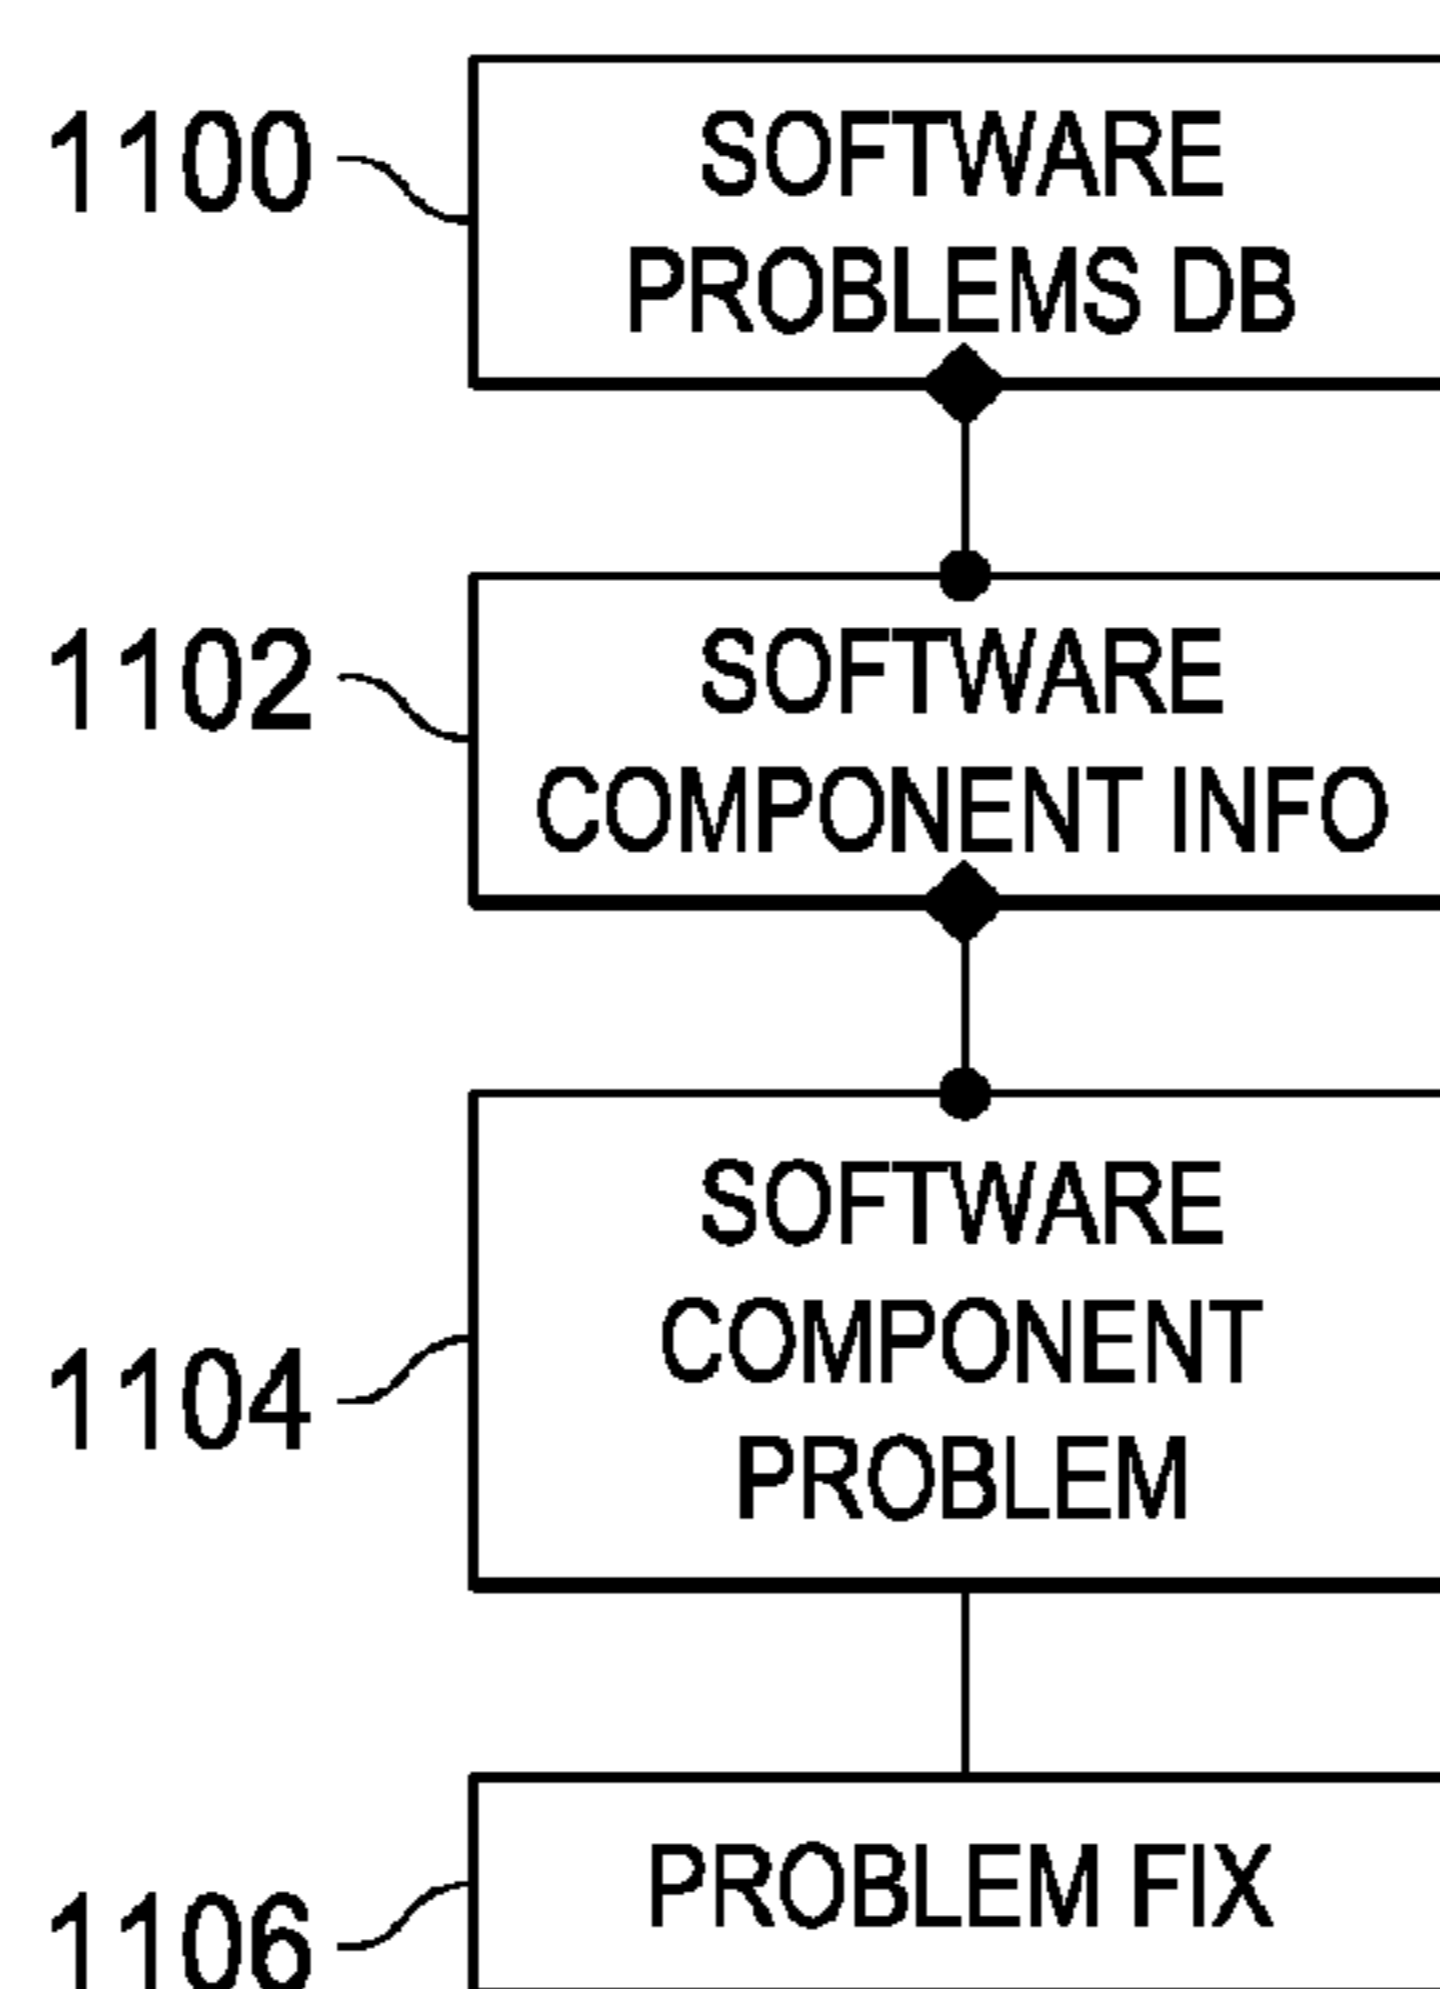 1100
SOFTWARE
PROBLEMS DB
1102
SOFTWARE
COMPONENT INFO
1104
SOFTWARE
COMPONENT
PROBLEM
1106
PROBLEM FIX